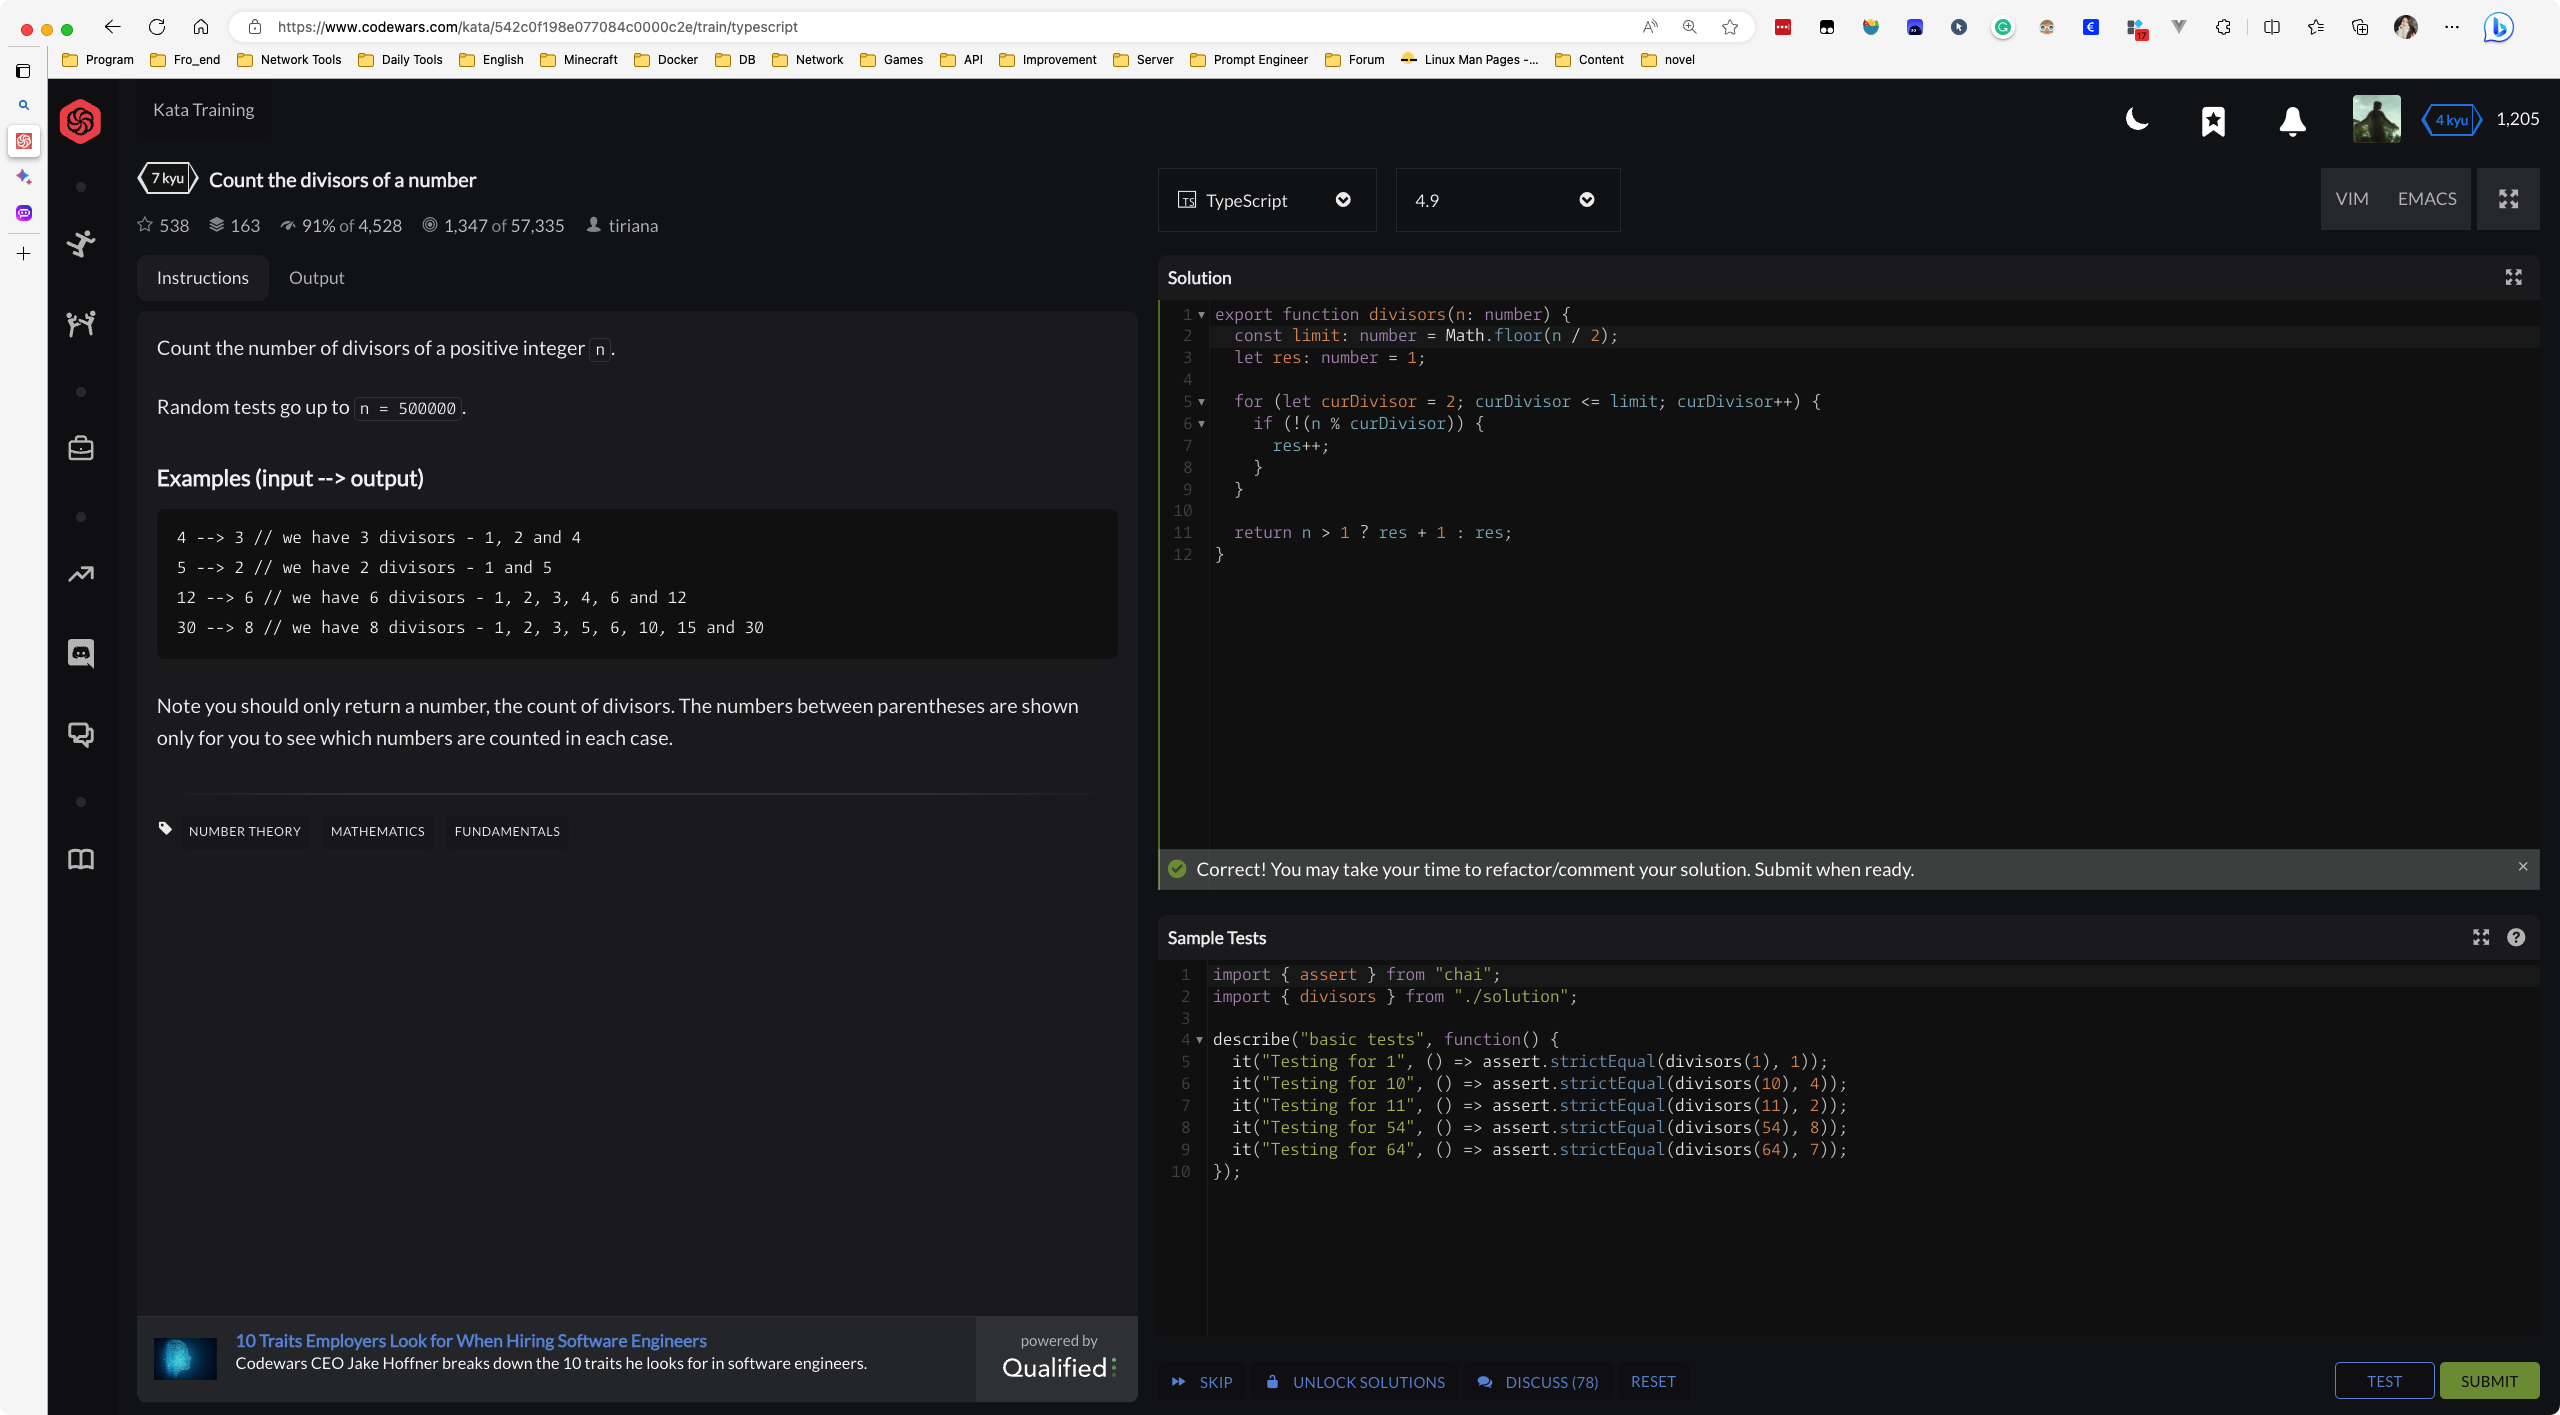 https://www.codewars.com/kata/542c0f198e077084c0000c2e/train/typescript
17
Program Fro_end Network Tools Daily Tools English Minecraft Docker DB Network Games API Improvement Server Prompt Engineer Forum Linux Man Pages -... Content novel
Kata Training
4 kyu 1,205
7 kyu Count the divisors of a number
538 163 91% of 4,528 1,347 of 57,335 tiriana
Instructions Output
Count the number of divisors of a positive integer n.
Random tests go up to n = 500000.
Examples (input --> output)
4 --> 3 // we have 3 divisors - 1, 2 and 4
5 --> 2 // we have 2 divisors - 1 and 5
12 --> 6 // we have 6 divisors - 1, 2, 3, 4, 6 and 12
30 --> 8 // we have 8 divisors - 1, 2, 3, 5, 6, 10, 15 and 30
Note you should only return a number, the count of divisors. The numbers between parentheses are shown
only for you to see which numbers are counted in each case.
NUMBER THEORY MATHEMATICS FUNDAMENTALS
10 Traits Employers Look for When Hiring Software Engineers
Codewars CEO Jake Hoffner breaks down the 10 traits he looks for in software engineers.
powered by
Qualified
TS TypeScript 4.9 VIM EMACS
Solution
1 export function divisors(n: number) {
2   const limit: number = Math.floor(n / 2);
3   let res: number = 1;
4
5   for (let curDivisor = 2; curDivisor <= limit; curDivisor++) {
6     if (!(n % curDivisor)) {
7       res++;
8     }
9   }
10
11   return n > 1 ? res + 1 : res;
12 }
Correct! You may take your time to refactor/comment your solution. Submit when ready.
Sample Tests
1 import { assert } from "chai";
2 import { divisors } from "./solution";
3
4 describe("basic tests", function() {
5   it("Testing for 1", () => assert.strictEqual(divisors(1), 1));
6   it("Testing for 10", () => assert.strictEqual(divisors(10), 4));
7   it("Testing for 11", () => assert.strictEqual(divisors(11), 2));
8   it("Testing for 54", () => assert.strictEqual(divisors(54), 8));
9   it("Testing for 64", () => assert.strictEqual(divisors(64), 7));
10 });
SKIP UNLOCK SOLUTIONS DISCUSS (78) RESET TEST SUBMIT